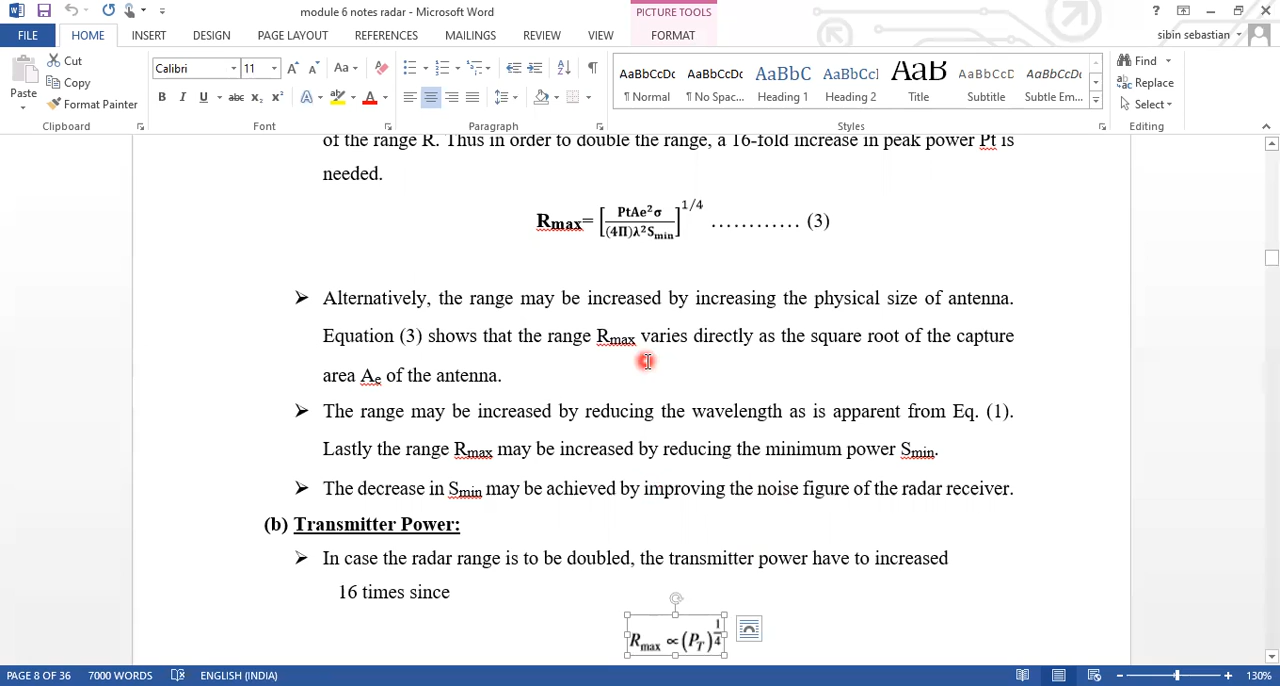 module 6 notes radar - Microsoft Word
PICTURE TOOLS
?
FILE HOME INSERT DESIGN PAGE LAYOUT REFERENCES MAILINGS REVIEW VIEW FORMAT sibin sebastian
Paste
Cut
Copy
Format Painter
Clipboard
Calibri 11
Font
Paragraph
AaBbCcDc AaBbCcDc AaBbC AaBbCcI AaB AaBbCcD AaBbCcDc
¶ Normal ¶ No Spac... Heading 1 Heading 2 Title Subtitle Subtle Em...
Styles
Find
Replace
Select
Editing
of the range R. Thus in order to double the range, a 16-fold increase in peak power Pt is
needed.
Rmax= [PtAe²σ / (4Π)λ²Smin]^1/4 ………… (3)
➢ Alternatively, the range may be increased by increasing the physical size of antenna.
Equation (3) shows that the range Rmax varies directly as the square root of the capture
area Ae of the antenna.
➢ The range may be increased by reducing the wavelength as is apparent from Eq. (1).
Lastly the range Rmax may be increased by reducing the minimum power Smin.
➢ The decrease in Smin may be achieved by improving the noise figure of the radar receiver.
(b) Transmitter Power:
➢ In case the radar range is to be doubled, the transmitter power have to increased
16 times since
Rmax ∝ (PT)^1/4
PAGE 8 OF 36 7000 WORDS ENGLISH (INDIA) 130%